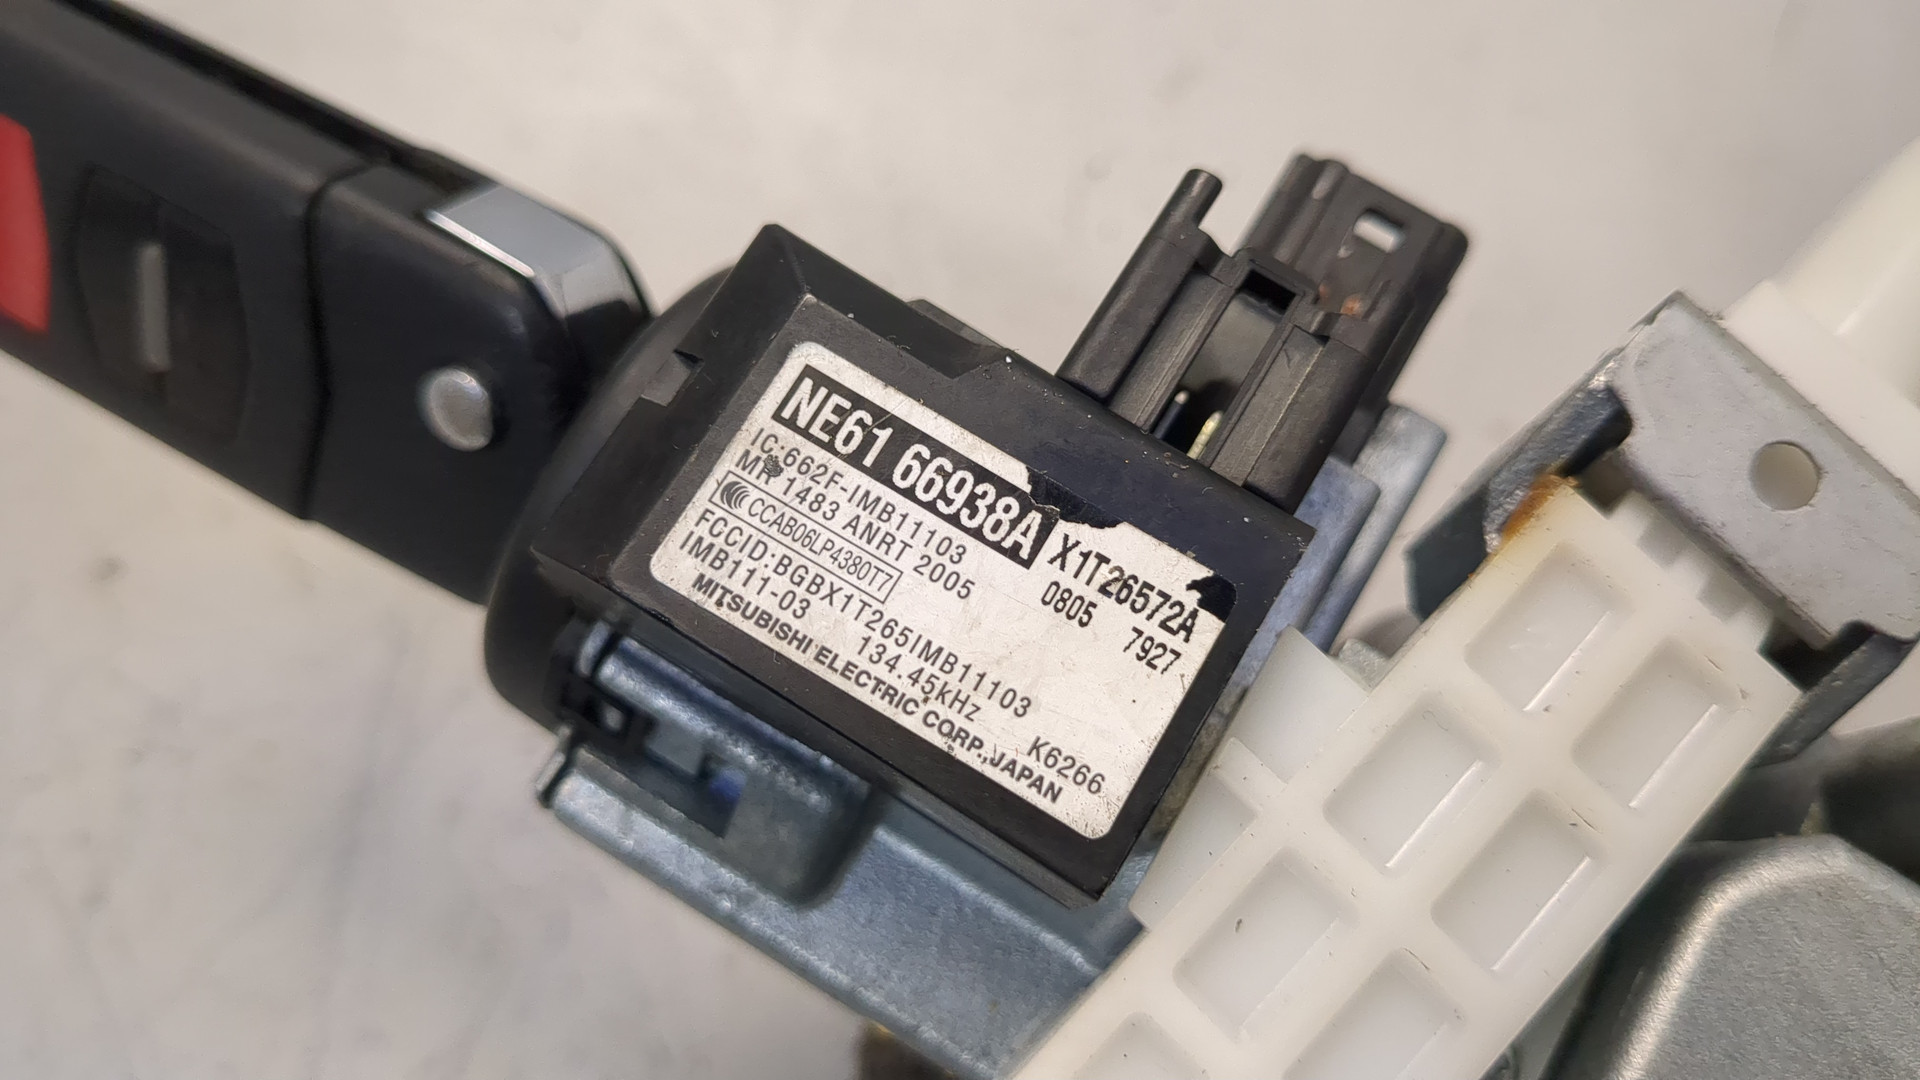 NE61 66938A X1T26572A
IC:662F-IMB11103 0805 7927
MR 1483 ANRT 2005
CCAB06LP4380T7
FCCID:BGBX1T265IMB11103
IMB111-03 134.45kHz K6266
MITSUBISHI ELECTRIC CORP.,JAPAN